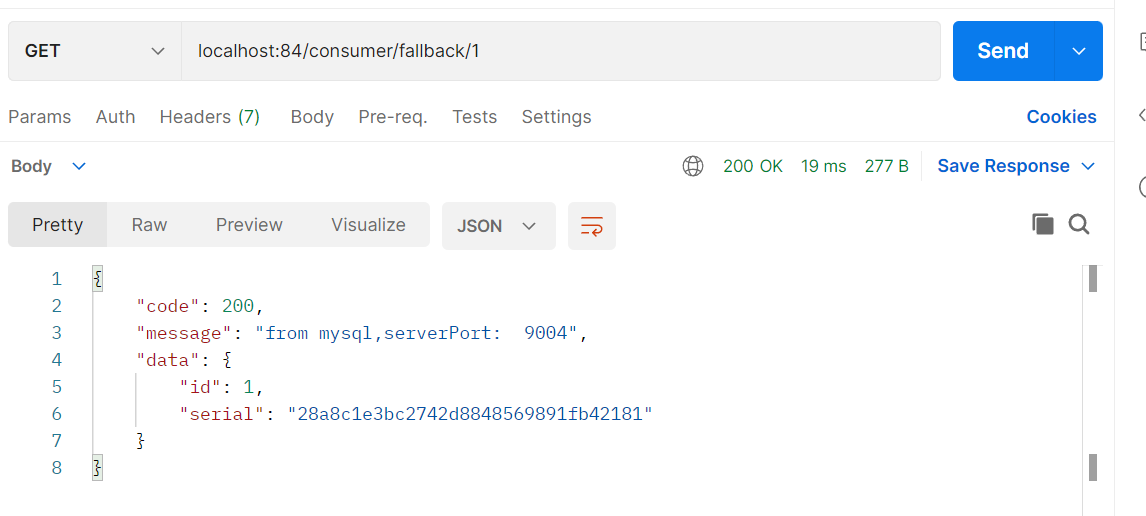 GET localhost:84/consumer/fallback/1 Send
Params Auth Headers (7) Body Pre-req. Tests Settings Cookies
Body 200 OK 19 ms 277 B Save Response
Pretty Raw Preview Visualize JSON
1 {
2 "code": 200,
3 "message": "from mysql,serverPort:  9004",
4 "data": {
5 "id": 1,
6 "serial": "28a8c1e3bc2742d8848569891fb42181"
7 }
8 }